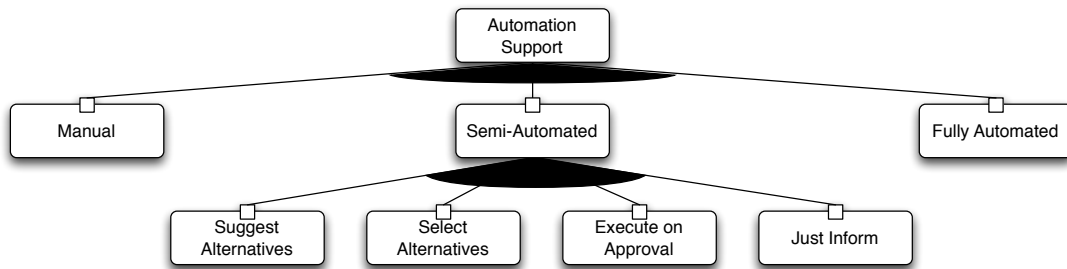 Automation
Support
Manual
Semi-Automated
Fully Automated
Suggest
Alternatives
Select
Alternatives
Execute on
Approval
Just Inform